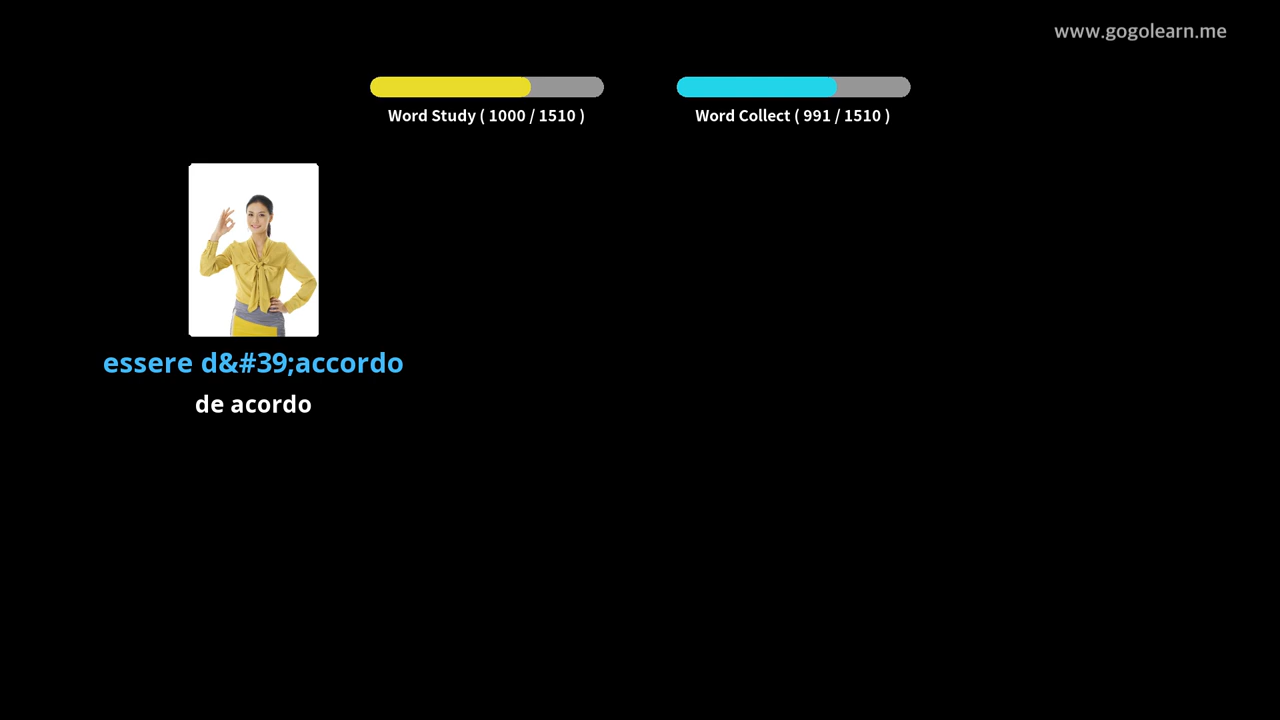 www.gogolearn.me
Word Study ( 1000 / 1510 )
Word Collect ( 991 / 1510 )
essere d&#39;accordo
de acordo